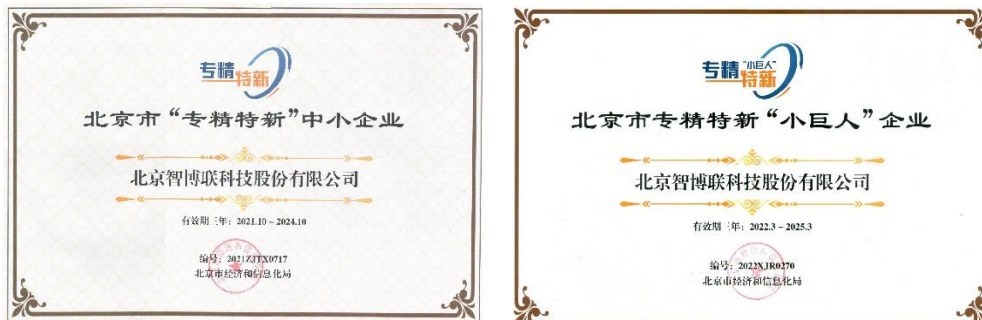 专精特新
北京市“专精特新”中小企业
北京智博联科技股份有限公司
有效期三年：2021.10 ~ 2024.10
编号：2021ZJTX0717
北京市经济和信息化局
专精“小巨人”特新
北京市专精特新“小巨人”企业
北京智博联科技股份有限公司
有效期三年：2022.3 ~ 2025.3
编号：2022XJR0270
北京市经济和信息化局